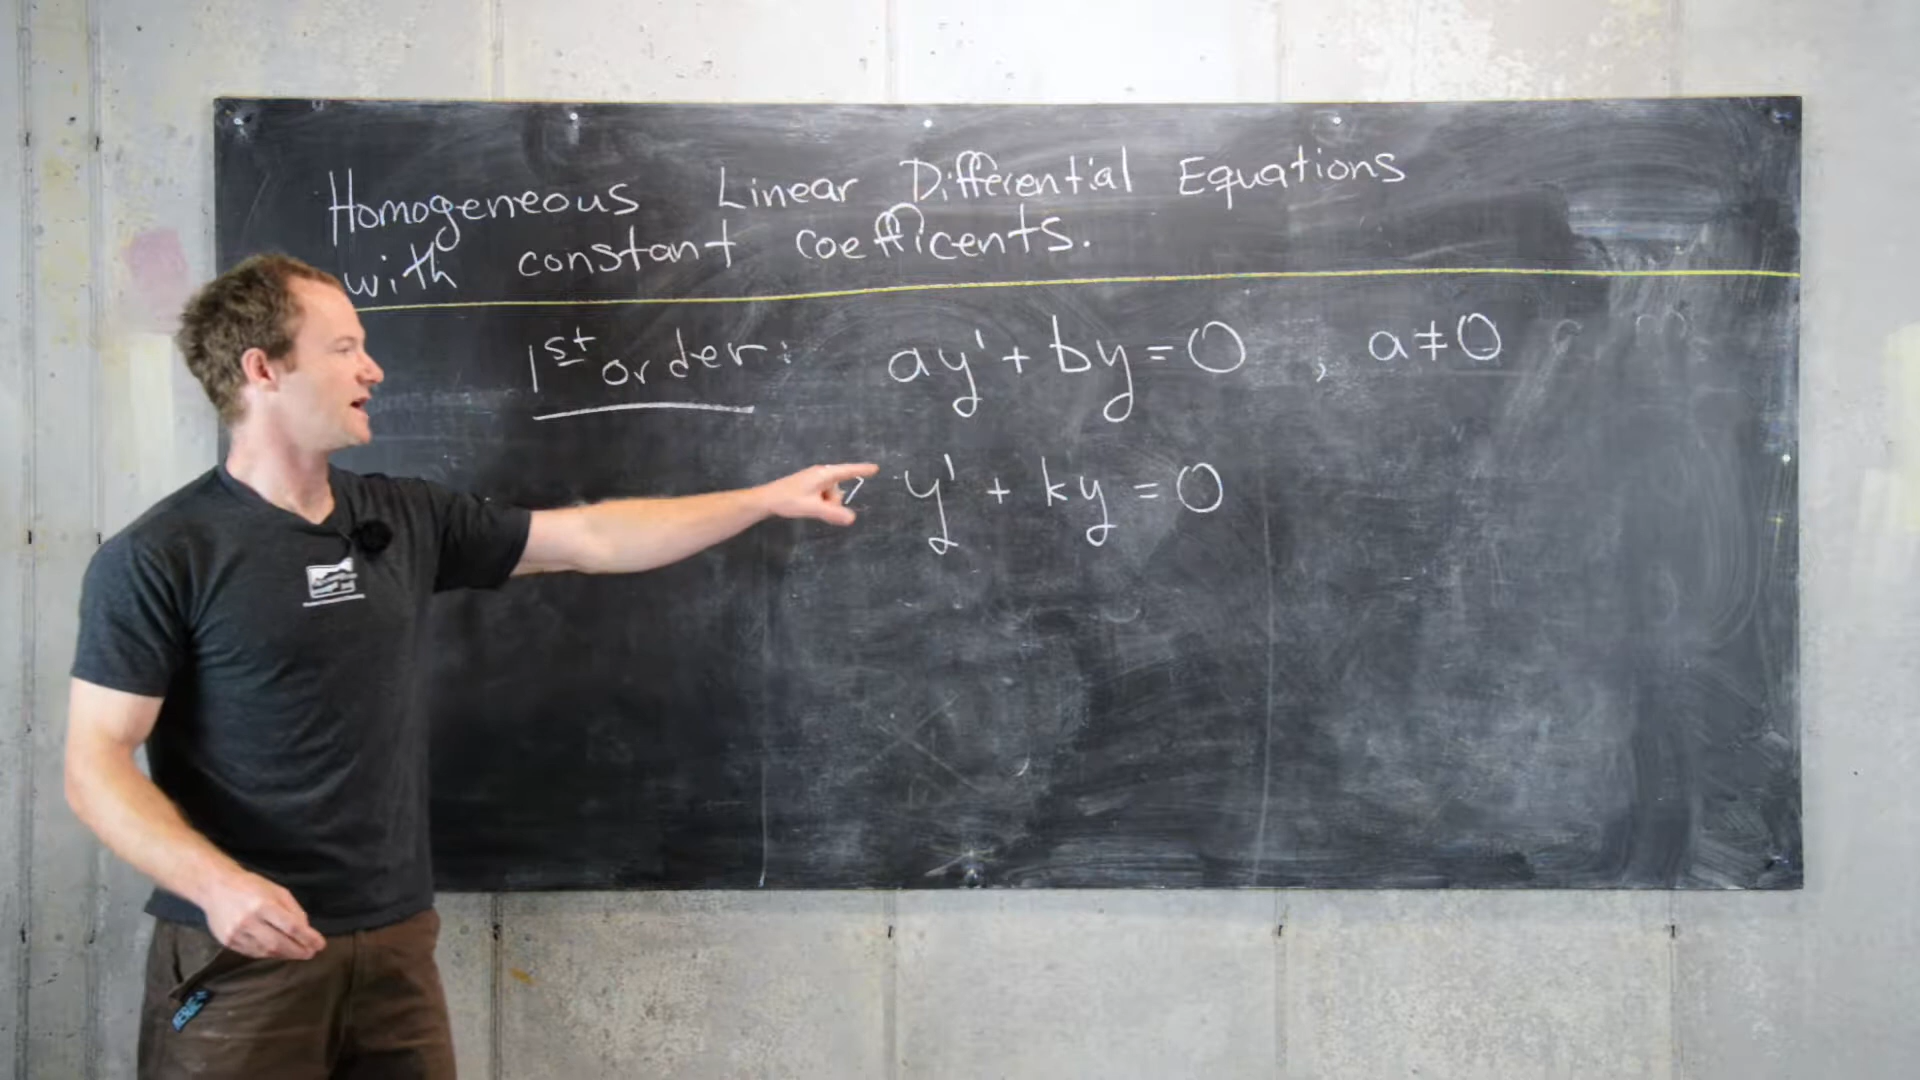 Homogeneous Linear Differential Equations
with constant coefficents.
1st order: ay' + by = 0 , a ≠ 0
y' + ky = 0